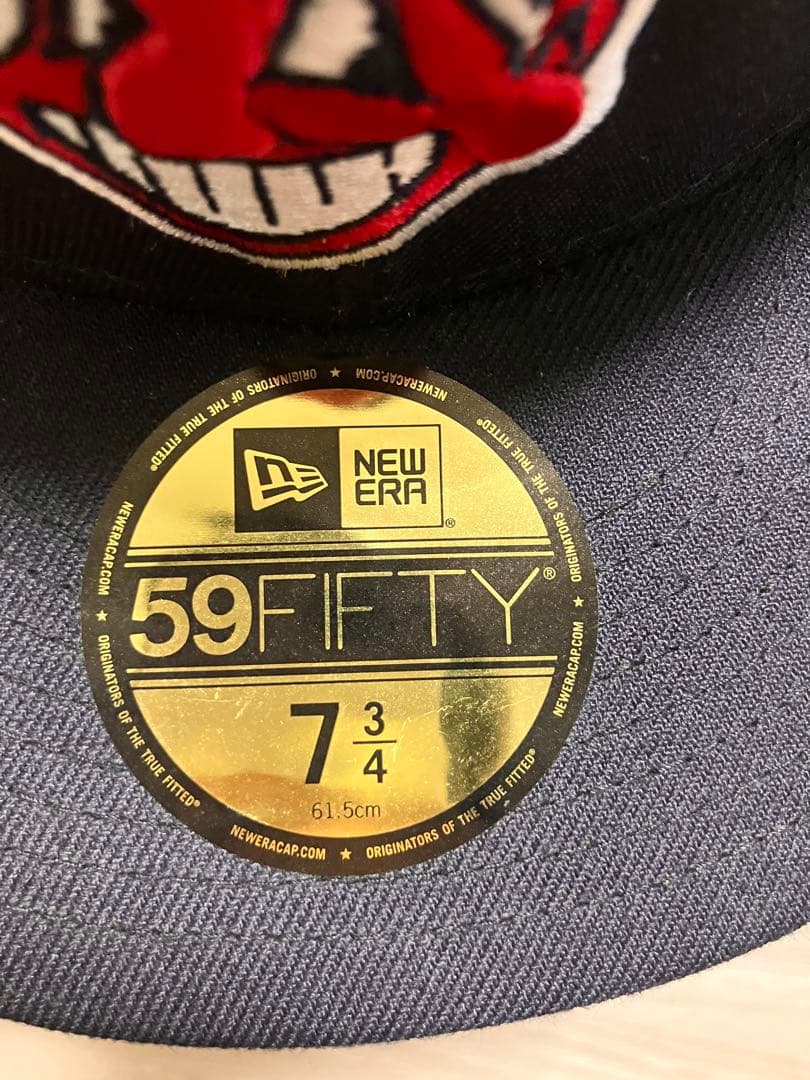 NEWERACAP.COM ★ ORIGINATORS OF THE TRUE FITTED®
NEWERACAP.COM ★ ORIGINATORS OF THE TRUE FITTED®
NEWERACAP.COM ★ ORIGINATORS OF THE TRUE FITTED®
NEWERACAP.COM ★ ORIGINATORS OF THE TRUE FITTED®
NEW
ERA®
59FIFTY®
7 3/4
61.5cm